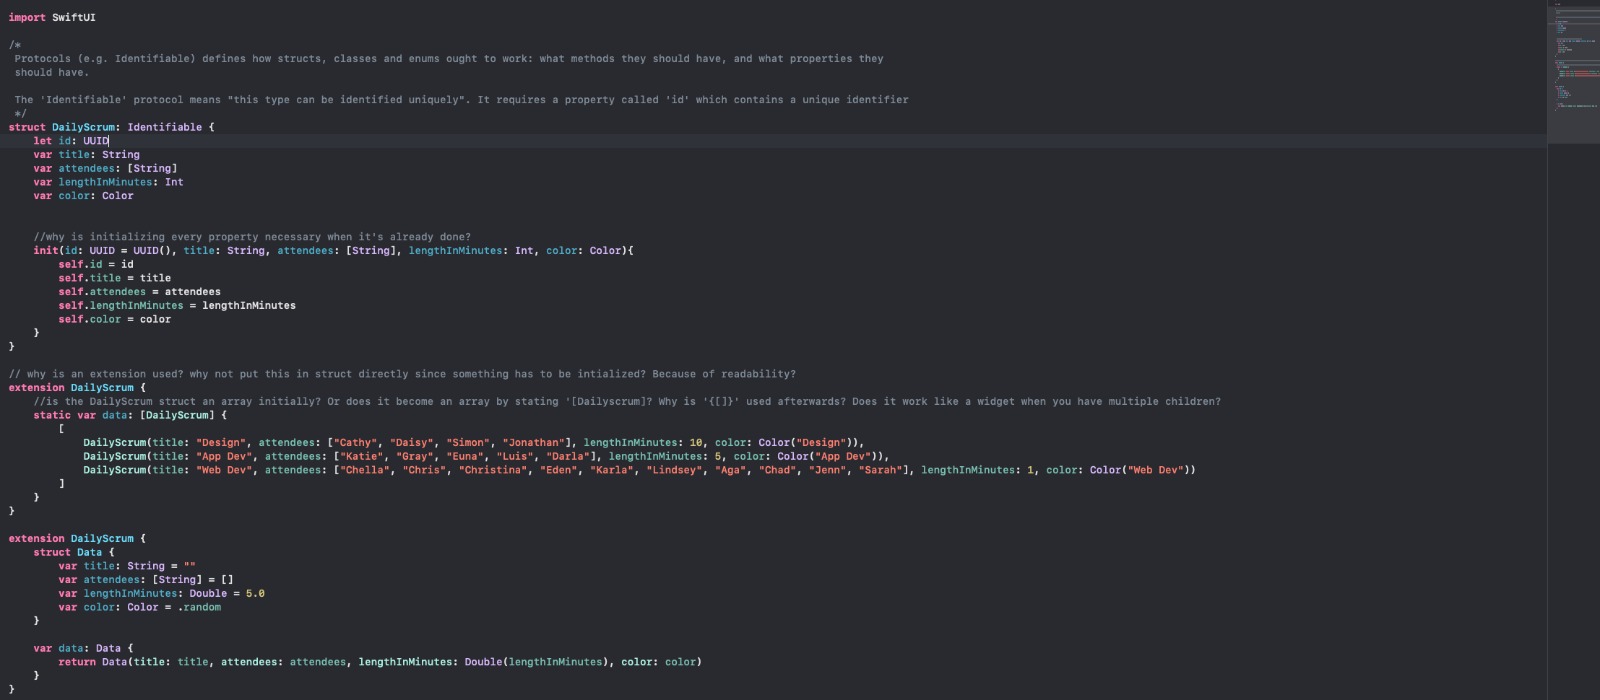 import SwiftUI
/*
Protocols (e.g. Identifiable) defines how structs, classes and enums ought to work: what methods they should have, and what properties they
should have.
The 'Identifiable' protocol means "this type can be identified uniquely". It requires a property called 'id' which contains a unique identifier
*/
struct DailyScrum: Identifiable {
    let id: UUID
    var title: String
    var attendees: [String]
    var lengthInMinutes: Int
    var color: Color
    //why is initializing every property necessary when it's already done?
    init(id: UUID = UUID(), title: String, attendees: [String], lengthInMinutes: Int, color: Color){
        self.id = id
        self.title = title
        self.attendees = attendees
        self.lengthInMinutes = lengthInMinutes
        self.color = color
    }
}
// why is an extension used? why not put this in struct directly since something has to be intialized? Because of readability?
extension DailyScrum {
    //is the DailyScrum struct an array initially? Or does it become an array by stating '[Dailyscrum]? Why is '{[]}' used afterwards? Does it work like a widget when you have multiple children?
    static var data: [DailyScrum] {
        [
            DailyScrum(title: "Design", attendees: ["Cathy", "Daisy", "Simon", "Jonathan"], lengthInMinutes: 10, color: Color("Design")),
            DailyScrum(title: "App Dev", attendees: ["Katie", "Gray", "Euna", "Luis", "Darla"], lengthInMinutes: 5, color: Color("App Dev")),
            DailyScrum(title: "Web Dev", attendees: ["Chella", "Chris", "Christina", "Eden", "Karla", "Lindsey", "Aga", "Chad", "Jenn", "Sarah"], lengthInMinutes: 1, color: Color("Web Dev"))
        ]
    }
}
extension DailyScrum {
    struct Data {
        var title: String = ""
        var attendees: [String] = []
        var lengthInMinutes: Double = 5.0
        var color: Color = .random
    }
    var data: Data {
        return Data(title: title, attendees: attendees, lengthInMinutes: Double(lengthInMinutes), color: color)
    }
}